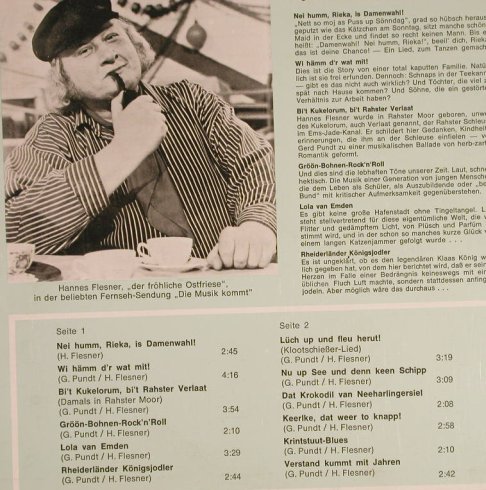 Nei humm, Rieka, is Damenwahl!
"Nett so moj as Puss up Sönndag", grad so hübsch heraus
geputzt wie das Kätzchen am Sonntag, sitzt manche schön
Maid in der Ecke und findet so recht keinen Mann. Bis e
heißt: „Damenwahl! Nei humm, Rieka!", beeil' dich, Rieka
das ist deine Chance! — Ein Lied, zum Tanzen gemach
Wi hämm d'r wat mit!
Dies ist die Story von einer total kaputten Familie. Natür
lich ist sie frei erfunden. Dennoch: Schnaps in der Teekann
— gibt es das nicht auch wirklich? Und Töchter, die viel z
spät nach Hause kommen? Und Söhne, die ein gestörte
Verhältnis zur Arbeit haben?
Bi't Kukelorum, bi't Rahster Verlaat
Hannes Flesner wurde in Rahster Moor geboren, unwe
des Kukelorum, auch Verlaat genannt, der Rahster Schleus
im Ems-Jade-Kanal. Er schildert hier Gedanken, Kindheit
erinnerungen, die ihm an der Schleuse einfielen — vo
Gerd Pundt zu einer musikalischen Ballade von herb-zart
Romantik geformt.
Gröön-Bohnen-Rock'n'Roll
Und dies sind die lebhaften Töne unserer Zeit. Laut, schne
hektisch. Die Musik einer Generation von jungen Mensche
die dem Leben als Schüler, als Auszubildende oder „be
Bund" mit kritischer Aufmerksamkeit gegenüberstehen.
Lola van Emden
Es gibt keine große Hafenstadt ohne Tingeltangel. L
steht stellvertretend für diese eigentümliche Welt, die v
Flitter und gedämpftem Licht, von Plüsch und Parfüm
stimmt wird, und in der schon so manches kurze Glück
einem langen Katzenjammer gefolgt wurde . . .
Rheiderländer Königsjodler
Es ist ungeklärt, ob es den legendären Klaas König w
lich gegeben hat, von dem hier berichtet wird, daß er sein
Herzen im Falle einer Bedrängnis keineswegs mit ein
üblichen Fluch Luft machte, sondern stattdessen anfing
jodeln. Aber möglich wäre das durchaus . . .
Hannes Flesner, „der fröhliche Ostfriese",
in der beliebten Fernseh-Sendung „Die Musik kommt"
Seite 1
Nei humm, Rieka, is Damenwahl!
(H. Flesner) 2:45
Wi hämm d'r wat mit!
(G. Pundt / H. Flesner) 4:16
Bi't Kukelorum, bi't Rahster Verlaat
(Damals in Rahster Moor)
(G. Pundt / H. Flesner) 3:54
Gröön-Bohnen-Rock'n'Roll
(G. Pundt / H. Flesner) 2:10
Lola van Emden
(G. Pundt / H. Flesner) 3:29
Rheiderländer Königsjodler
(G. Pundt / H. Flesner) 2:44
Seite 2
Lüch up un fleu herut!
(Klootschießer-Lied)
(G. Pundt / H. Flesner) 3:19
Nu up See und denn keen Schipp
(G. Pundt / H. Flesner) 3:09
Dat Krokodil van Neeharlingersiel
(G. Pundt / H. Flesner) 2:08
Keerlke, dat weer to knapp!
(G. Pundt / H. Flesner) 2:58
Krintstuut-Blues
(G. Pundt / H. Flesner) 2:10
Verstand kummt mit Jahren
(G. Pundt / H. Flesner) 2:42